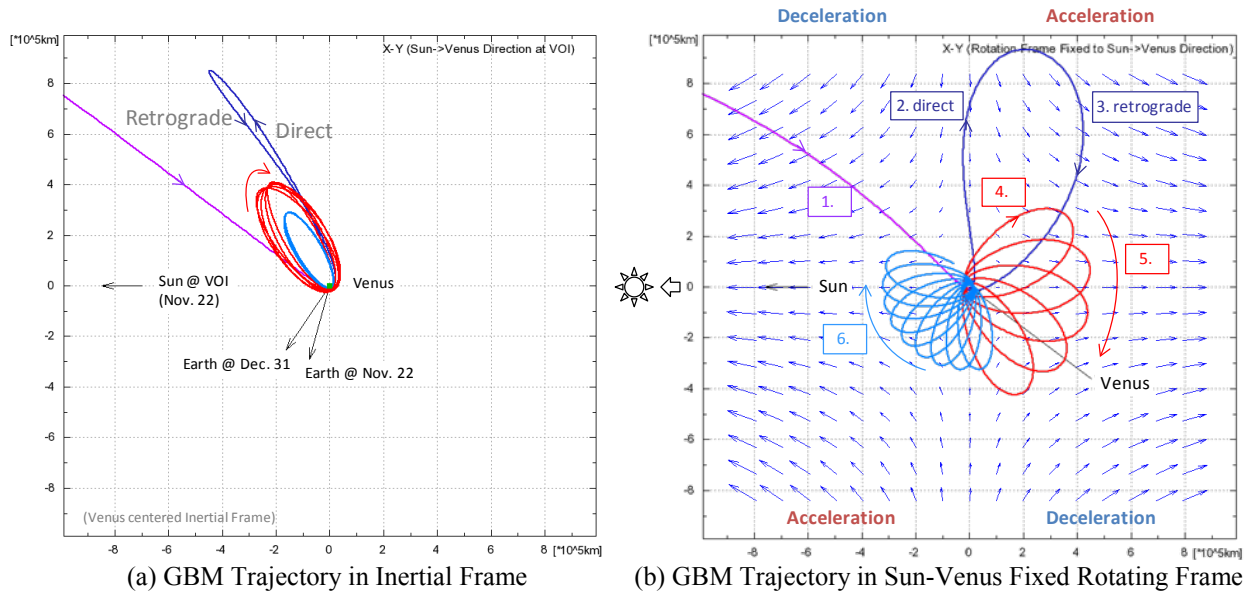 Deceleration
Acceleration
[*10^5km]
X-Y (Sun->Venus Direction at VOI)
8
6
4
2
0
-2
-4
-6
-8
Retrograde
Direct
Sun @ VOI
(Nov. 22)
Venus
Earth @ Dec. 31
Earth @ Nov. 22
(Venus centered Inertial Frame)
-8
-6
-4
-2
0
2
4
6
8
[*10^5km]
(a) GBM Trajectory in Inertial Frame
[*10^5km]
X-Y (Rotation Frame Fixed to Sun->Venus Direction)
8
6
4
2
0
-2
-4
-6
-8
2. direct
3. retrograde
1.
4.
5.
Sun
6.
Venus
Acceleration
Deceleration
-8
-6
-4
-2
0
2
4
6
8
[*10^5km]
(b) GBM Trajectory in Sun-Venus Fixed Rotating Frame